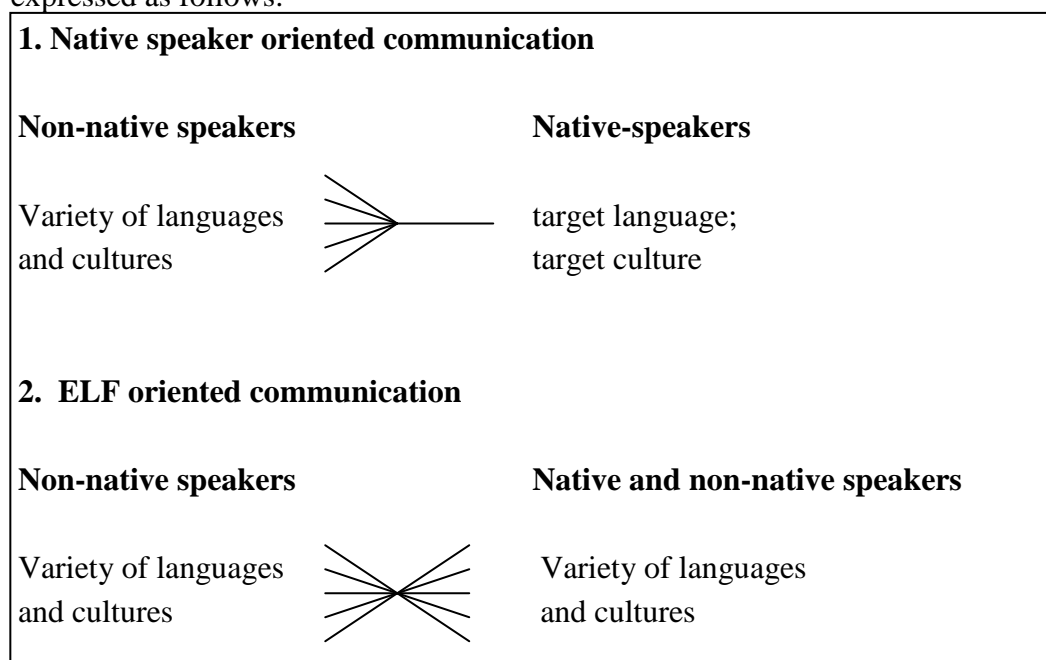 expressed as follows:
1. Native speaker oriented communication
Non-native speakers Native-speakers
Variety of languages target language;
and cultures target culture
2. ELF oriented communication
Non-native speakers Native and non-native speakers
Variety of languages Variety of languages
and cultures and cultures